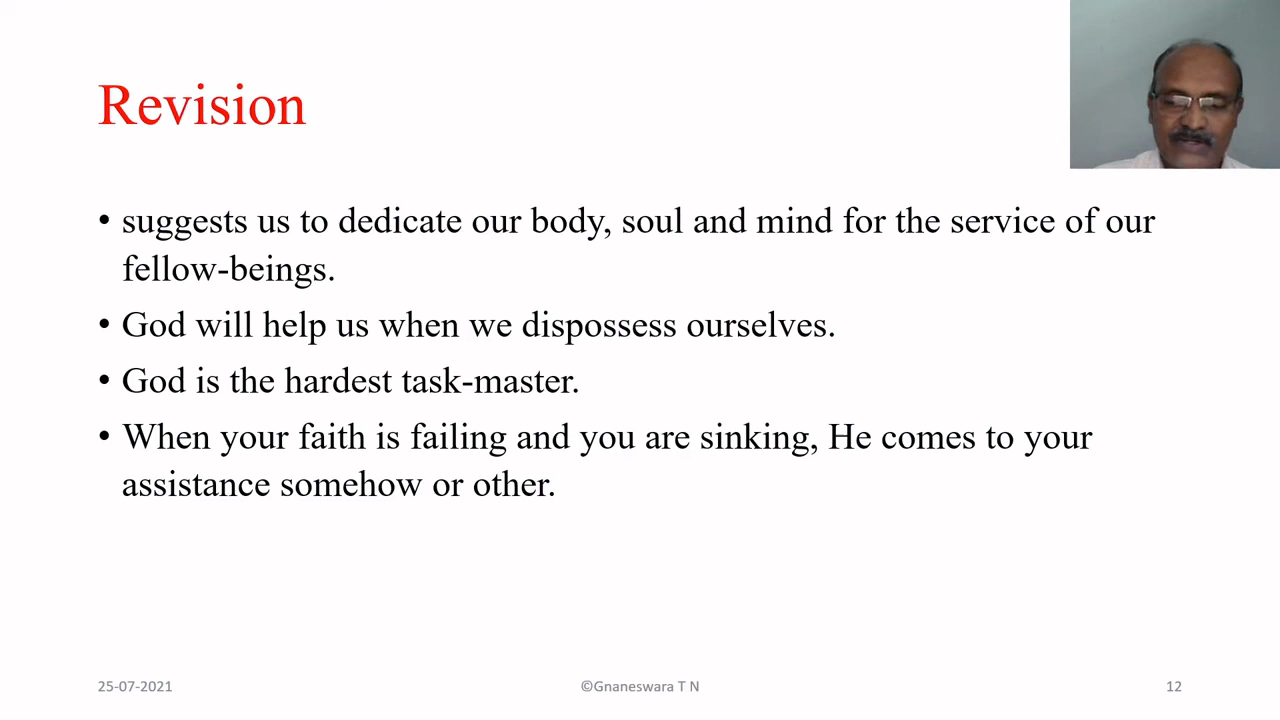 Revision
• suggests us to dedicate our body, soul and mind for the service of our
fellow-beings.
• God will help us when we dispossess ourselves.
• God is the hardest task-master.
• When your faith is failing and you are sinking, He comes to your
assistance somehow or other.
25-07-2021
©Gnaneswara T N
12